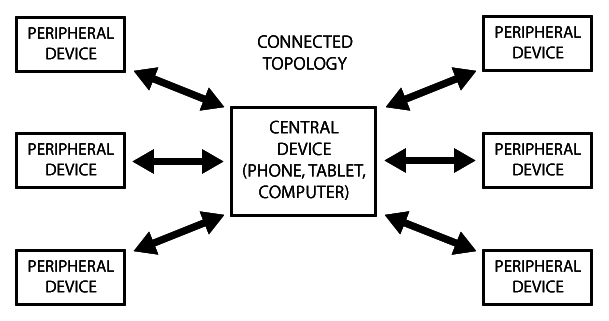 PERIPHERAL
DEVICE
CONNECTED
TOPOLOGY
PERIPHERAL
DEVICE
PERIPHERAL
DEVICE
CENTRAL
DEVICE
(PHONE, TABLET,
COMPUTER)
PERIPHERAL
DEVICE
PERIPHERAL
DEVICE
PERIPHERAL
DEVICE